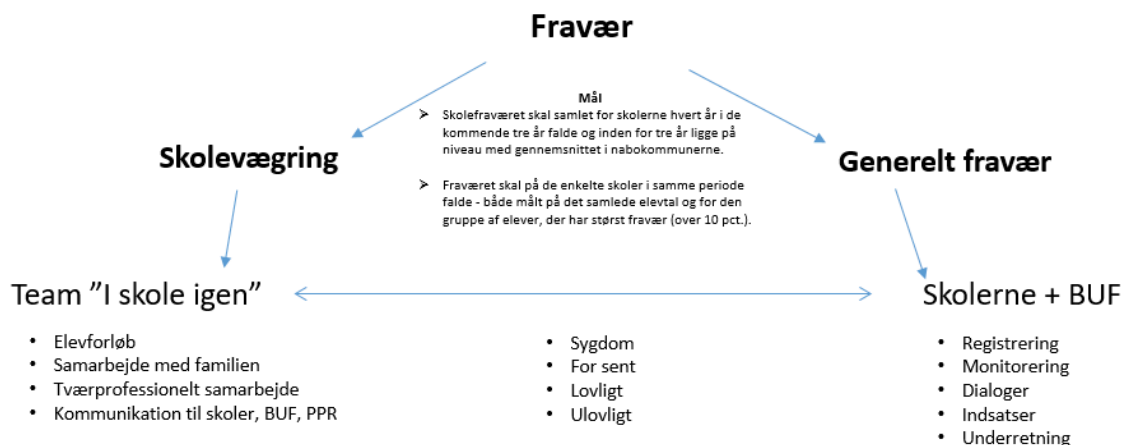 Fravær
Mål
➢ Skolefraværet skal samlet for skolerne hvert år i de
kommende tre år falde og inden for tre år ligge på
niveau med gennemsnittet i nabokommunerne.
➢ Fraværet skal på de enkelte skoler i samme periode
falde - både målt på det samlede elevtal og for den
gruppe af elever, der har størst fravær (over 10 pct.).
Skolevægring
Generelt fravær
Team ”I skole igen”
• Elevforløb
• Samarbejde med familien
• Tværprofessionelt samarbejde
• Kommunikation til skoler, BUF, PPR
• Sygdom
• For sent
• Lovligt
• Ulovligt
Skolerne + BUF
• Registrering
• Monitorering
• Dialoger
• Indsatser
• Underretning